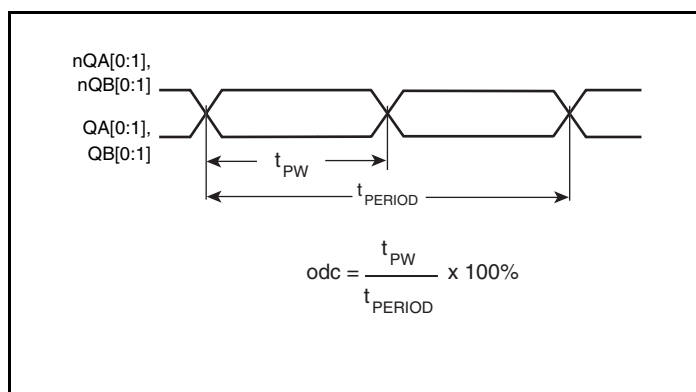 nQA[0:1],
nQB[0:1]
QA[0:1],
QB[0:1]
tPW
tPERIOD
odc = tPW / tPERIOD x 100%